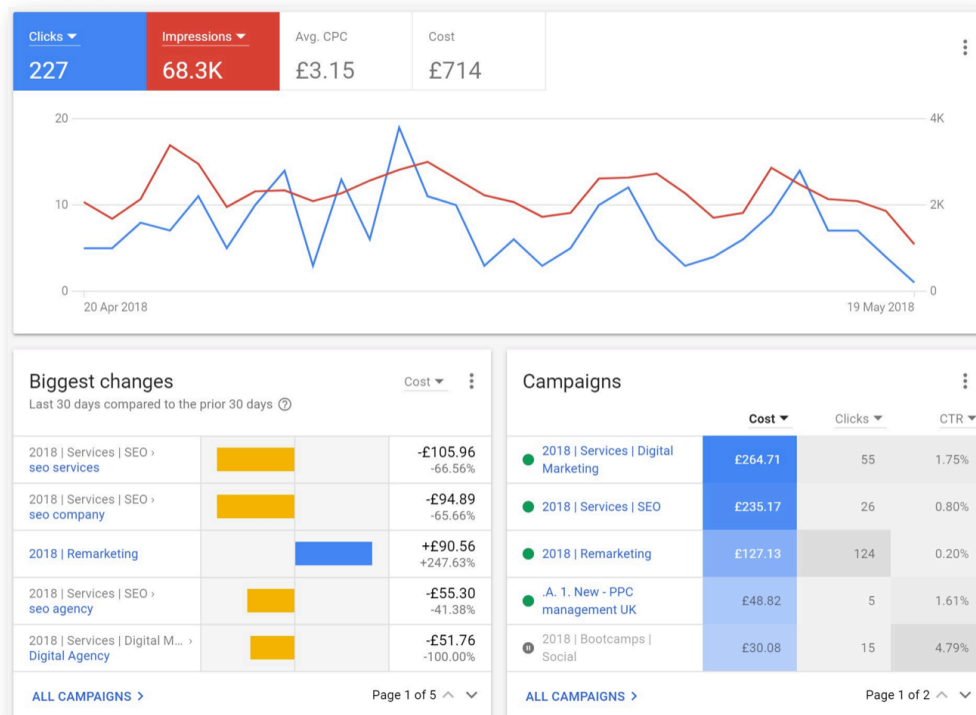 Clicks Impressions Avg. CPC Cost
227 68.3K £3.15 £714
20 4K
10 2K
0 0
20 Apr 2018 19 May 2018
Biggest changes Cost
Last 30 days compared to the prior 30 days ?
2018 | Services | SEO ›
seo services
-£105.96
-66.56%
2018 | Services | SEO ›
seo company
-£94.89
-65.66%
2018 | Remarketing
+£90.56
+247.63%
2018 | Services | SEO ›
seo agency
-£55.30
-41.38%
2018 | Services | Digital M... ›
Digital Agency
-£51.76
-100.00%
ALL CAMPAIGNS Page 1 of 5
Campaigns
Cost Clicks CTR
2018 | Services | Digital
Marketing
£264.71 55 1.75%
2018 | Services | SEO £235.17 26 0.80%
2018 | Remarketing £127.13 124 0.20%
.A. 1. New - PPC
management UK
£48.82 5 1.61%
2018 | Bootcamps |
Social
£30.08 15 4.79%
ALL CAMPAIGNS Page 1 of 2